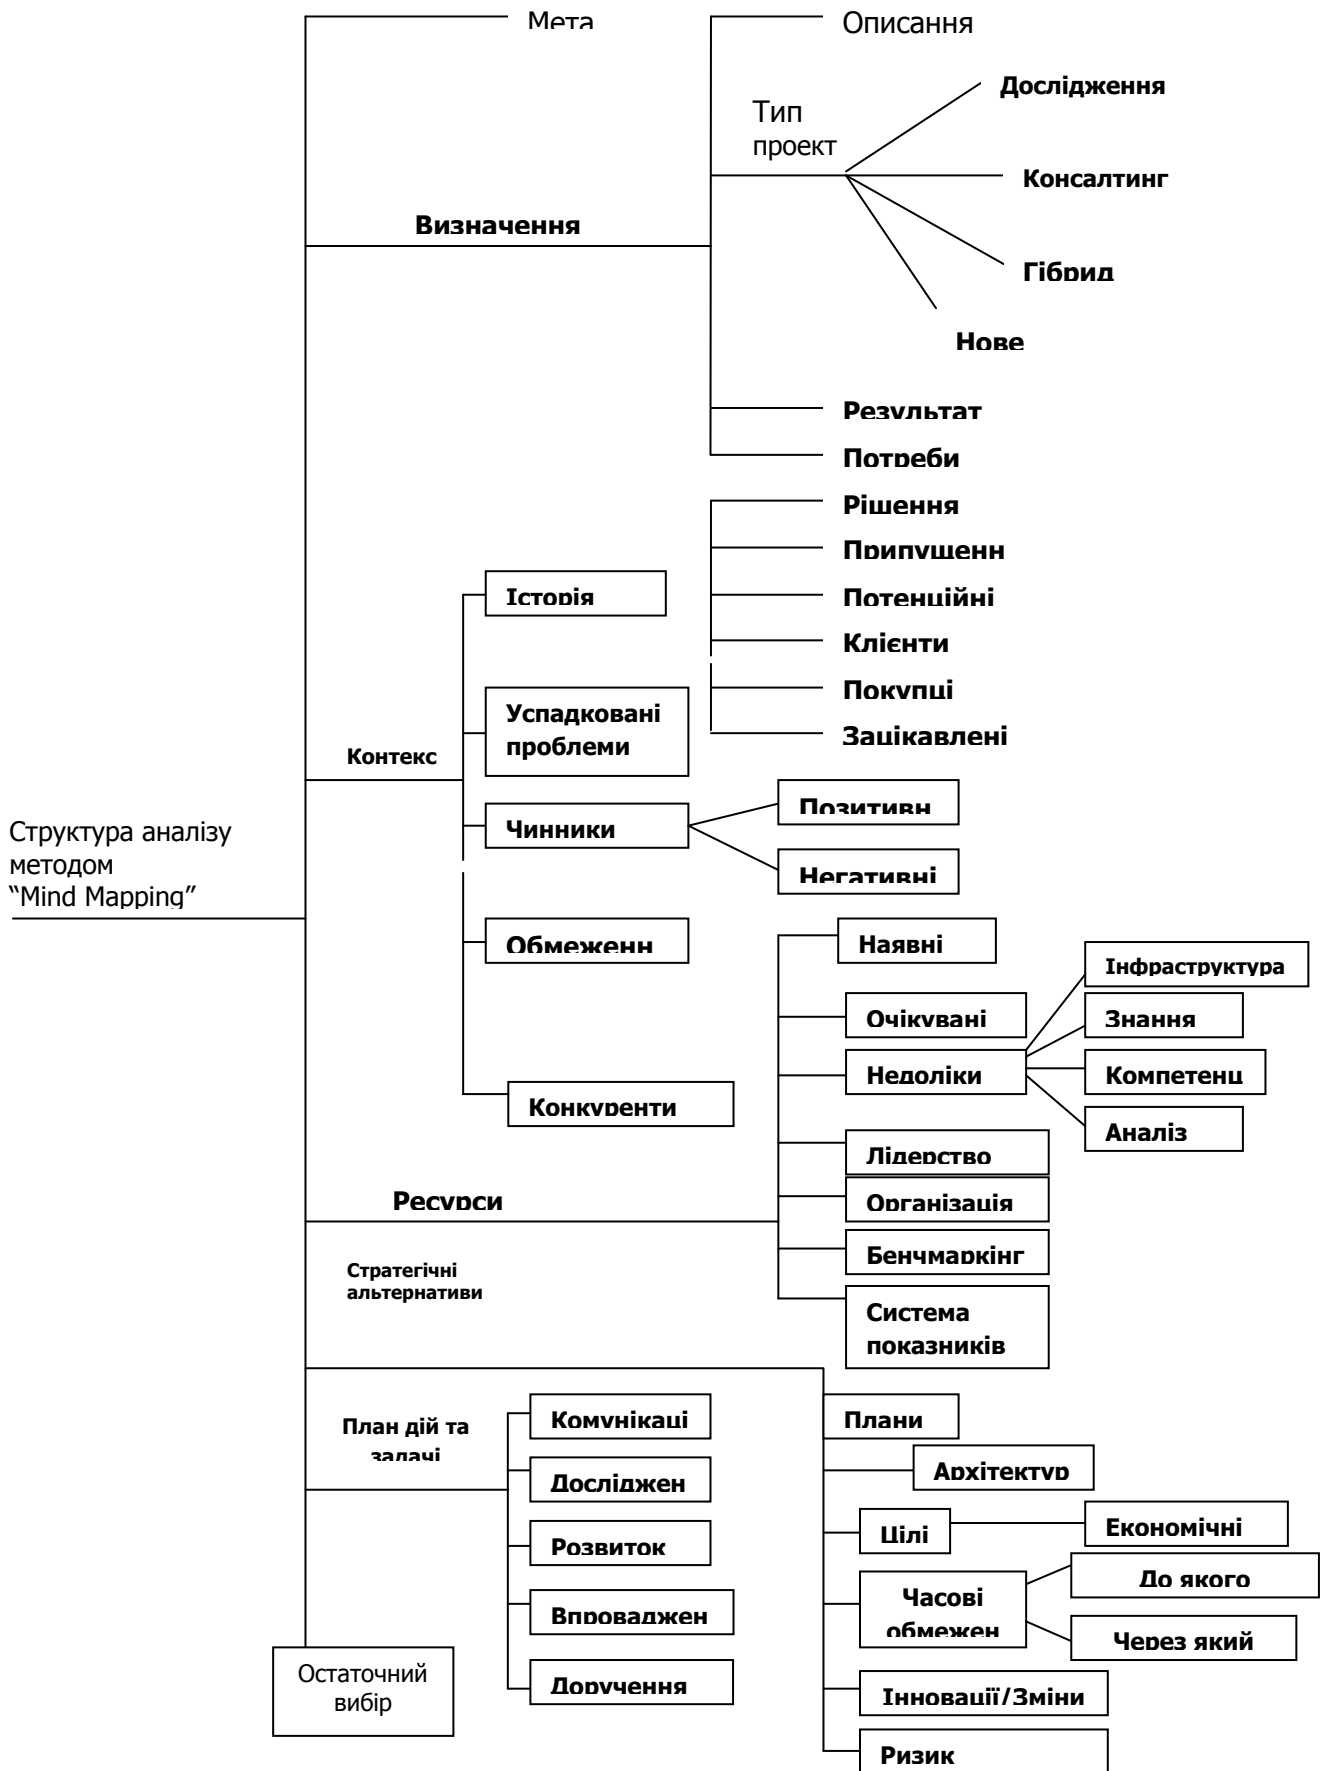 Мета
Описання
Дослідження
Тип
проект
Консалтинг
Визначення
Гібрид
Нове
Результат
Потреби
Рішення
Припущенн
Історія
Потенційні
Клієнти
Покупці
Успадковані
проблеми
Зацікавлені
Контекс
Позитивн
Чинники
Структура аналізу
методом
“Mind Mapping”
Негативні
Обмеженн
Наявні
Інфраструктура
Очікувані
Знання
Недоліки
Компетенц
Конкуренти
Аналіз
Лідерство
Ресурси
Організація
Бенчмаркінг
Стратегічні
альтернативи
Система
показників
План дій та
задачі
Комунікаці
Плани
Архітектур
Досліджен
Цілі
Економічні
Розвиток
До якого
Часові
обмежен
Впроваджен
Через який
Остаточний
вибір
Доручення
Інновації/Зміни
Ризик